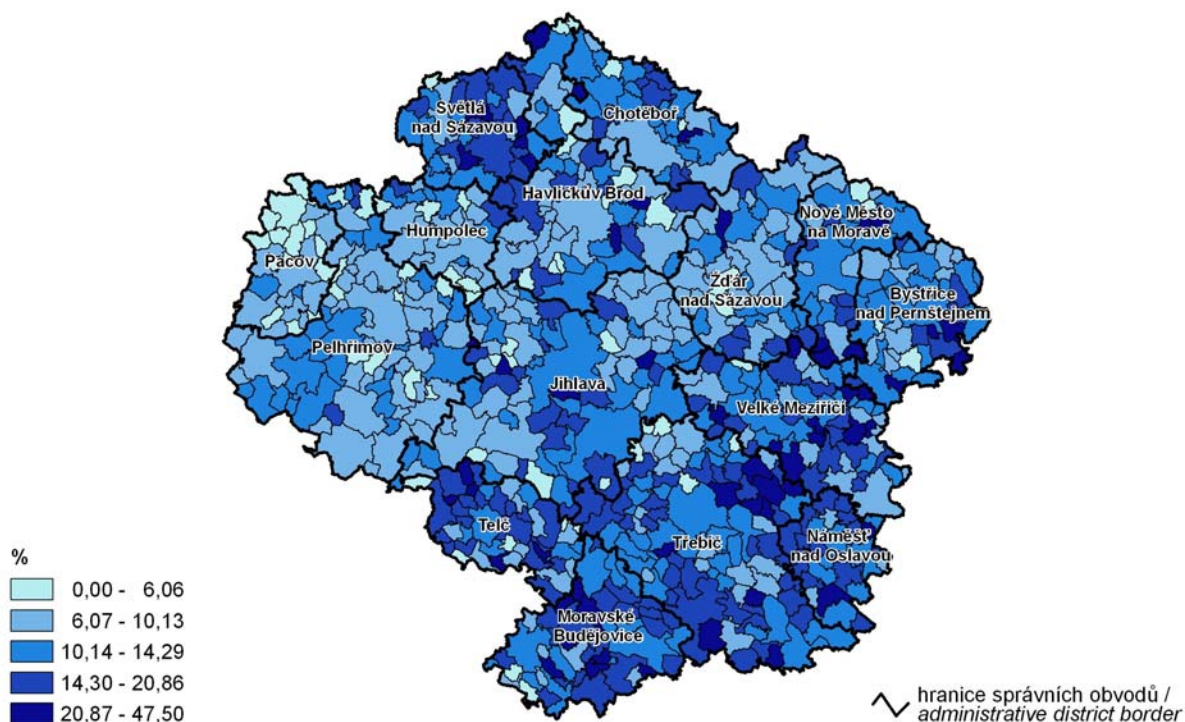 Světlá
nad Sázavou
Chotěboř
Havlíčkův Brod
Nové Město
na Moravě
Humpolec
Pacov
Žďár
nad Sázavou
Bystřice
nad Pernštejnem
Pelhřimov
Jihlava
Velké Meziříčí
Telč
Třebíč
Náměšť
nad Oslavou
Moravské
Budějovice
%
0,00 - 6,06
6,07 - 10,13
10,14 - 14,29
14,30 - 20,86
20,87 - 47,50
hranice správních obvodů /
administrative district border